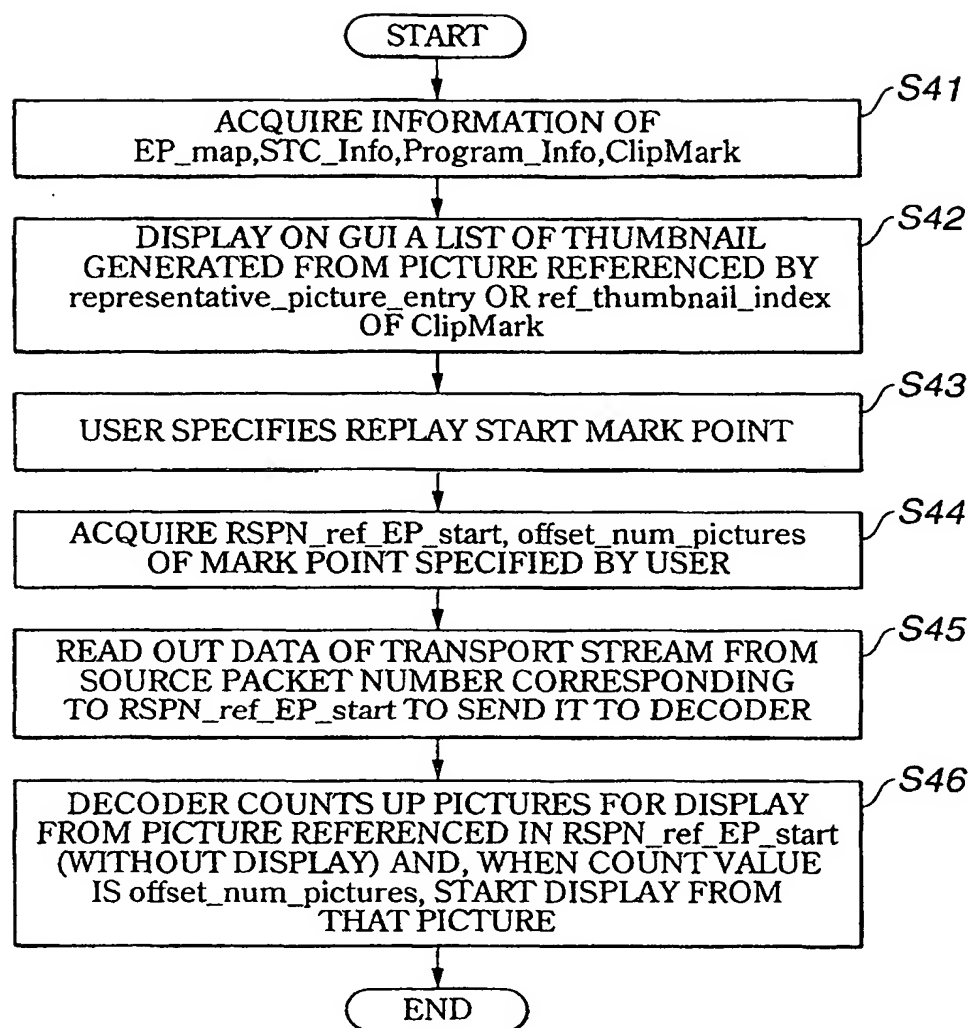 START
S41
ACQUIRE INFORMATION OF
EP_map,STC_Info,Program_Info,ClipMark
S42
DISPLAY ON GUI A LIST OF THUMBNAIL
GENERATED FROM PICTURE REFERENCED BY
representative_picture_entry OR ref_thumbnail_index
OF ClipMark
S43
USER SPECIFIES REPLAY START MARK POINT
S44
ACQUIRE RSPN_ref_EP_start, offset_num_pictures
OF MARK POINT SPECIFIED BY USER
S45
READ OUT DATA OF TRANSPORT STREAM FROM
SOURCE PACKET NUMBER CORRESPONDING
TO RSPN_ref_EP_start TO SEND IT TO DECODER
S46
DECODER COUNTS UP PICTURES FOR DISPLAY
FROM PICTURE REFERENCED IN RSPN_ref_EP_start
(WITHOUT DISPLAY) AND, WHEN COUNT VALUE
IS offset_num_pictures, START DISPLAY FROM
THAT PICTURE
END